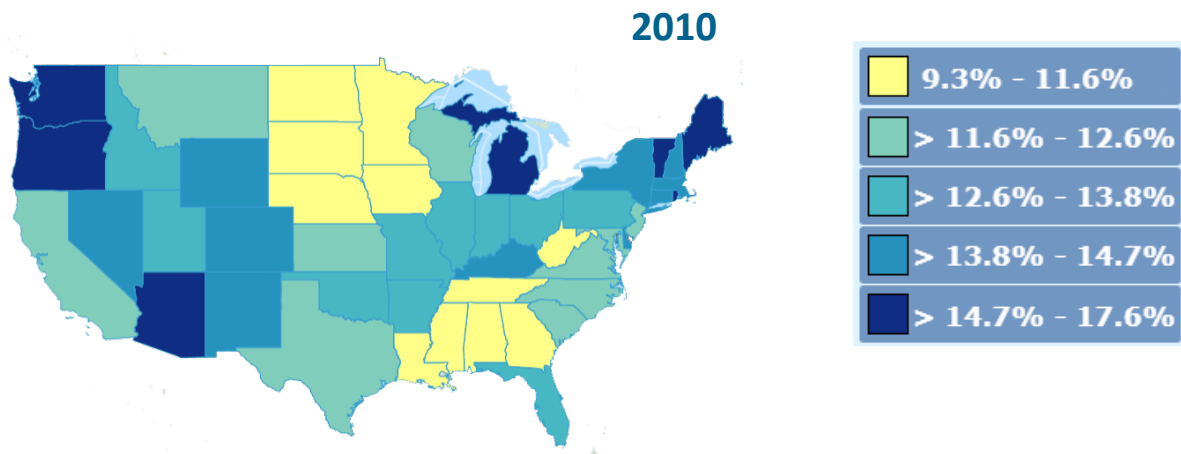 2010
9.3% - 11.6%
> 11.6% - 12.6%
> 12.6% - 13.8%
> 13.8% - 14.7%
> 14.7% - 17.6%